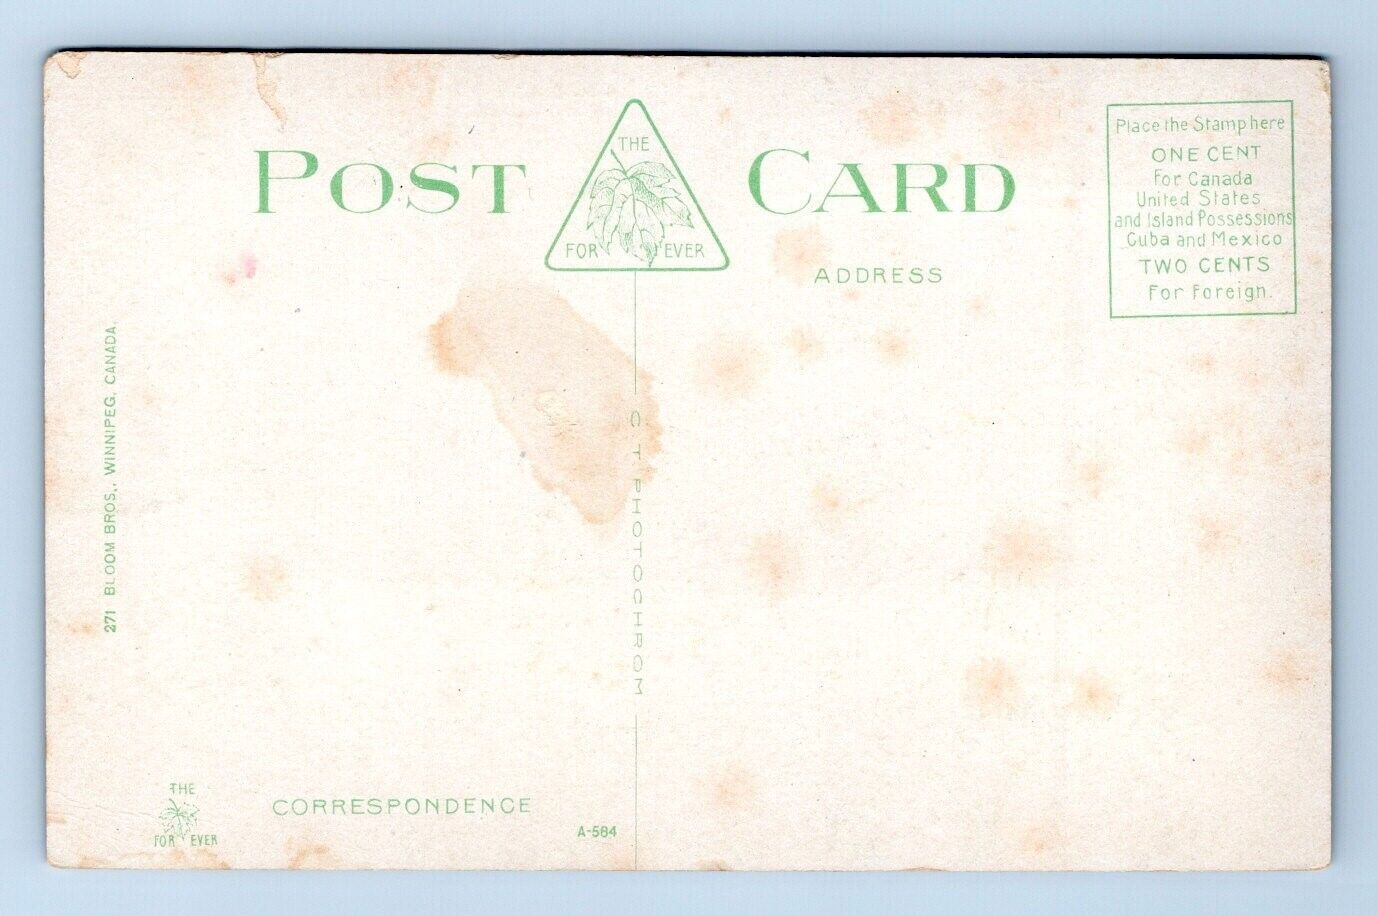 POST CARD
THE
FOR EVER
Place the Stamp here
ONE CENT
For Canada
United States
and Island Possessions
Cuba and Mexico
TWO CENTS
For Foreign.
ADDRESS
271 BLOOM BROS., WINNIPEG, CANADA.
C T PHOTOCHROM
THE
FOR EVER
CORRESPONDENCE
A-564